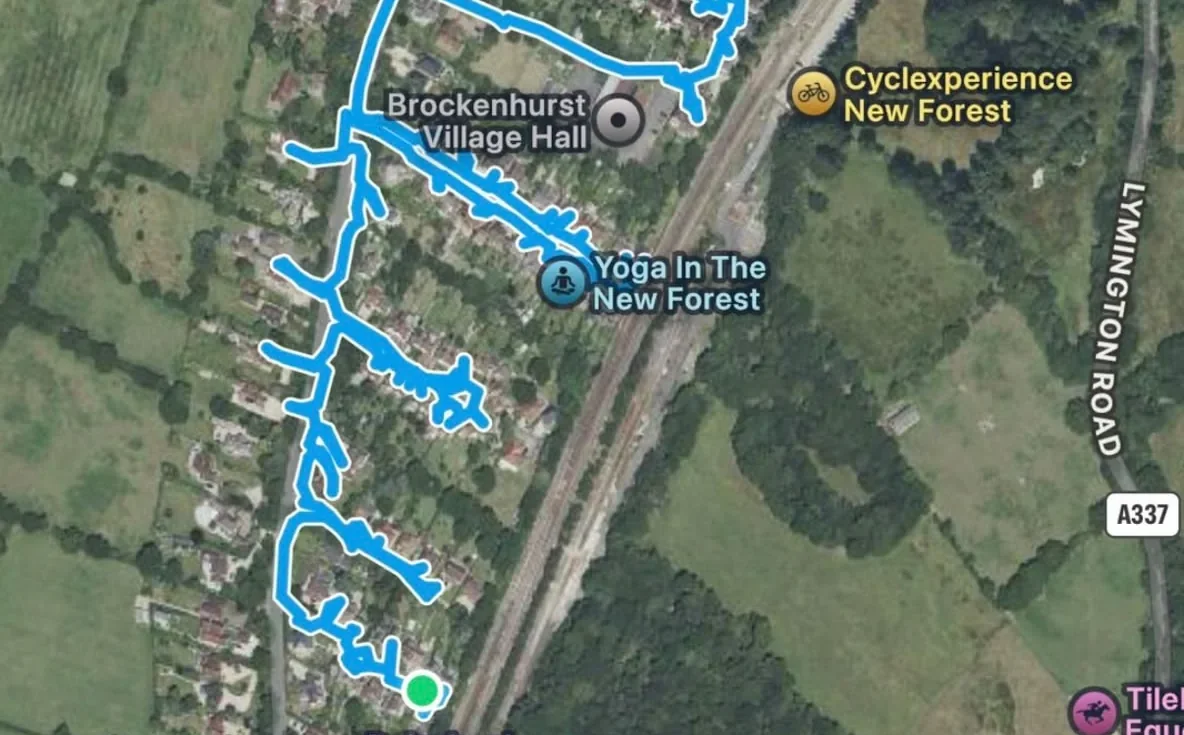 Cyclexperience
New Forest
Brockenhurst
Village Hall
LYMINGTON ROAD
Yoga In The
New Forest
A337